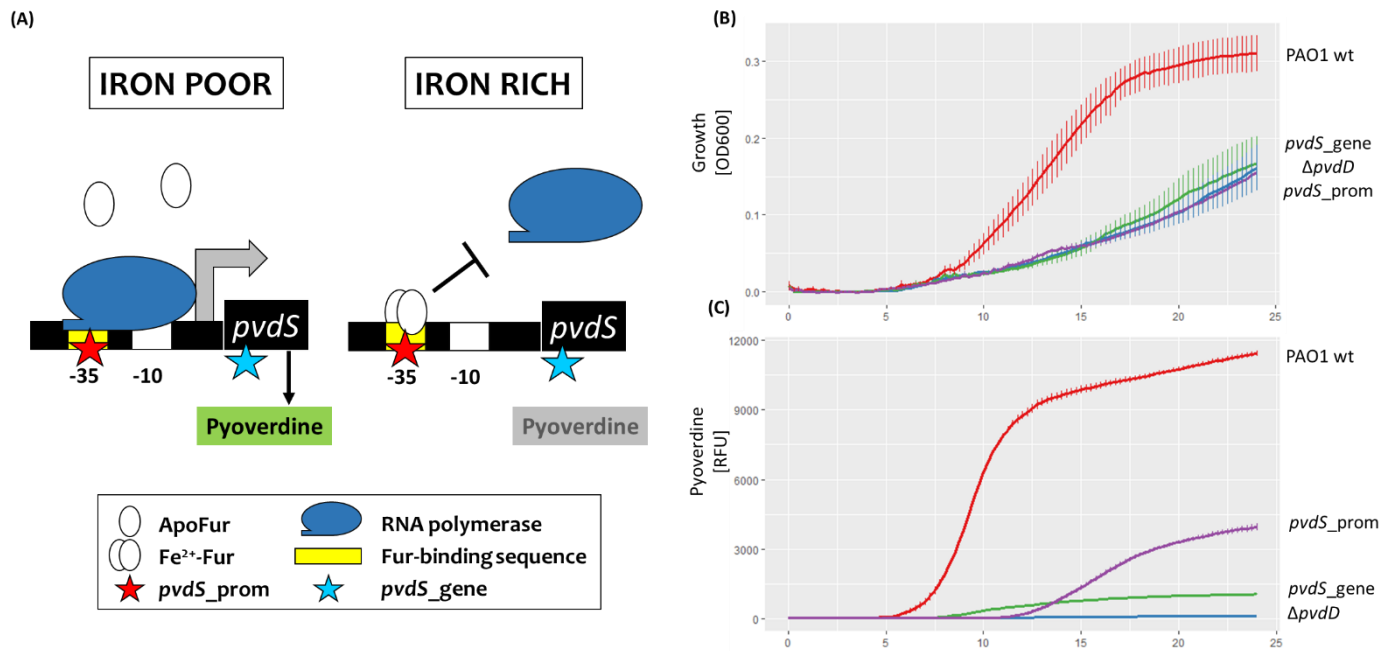 (A)
IRON POOR
IRON RICH
pvdS
pvdS
-35
-10
-35
-10
Pyoverdine
Pyoverdine
ApoFur
RNA polymerase
Fe²⁺-Fur
Fur-binding sequence
pvdS_prom
pvdS_gene
(B)
Growth
[OD600]
0.3
0.2
0.1
0.0
0
5
10
15
20
25
PAO1 wt
pvdS_gene
ΔpvdD
pvdS_prom
(C)
Pyoverdine
[RFU]
12000
9000
6000
3000
0
0
5
10
15
20
25
PAO1 wt
pvdS_prom
pvdS_gene
ΔpvdD